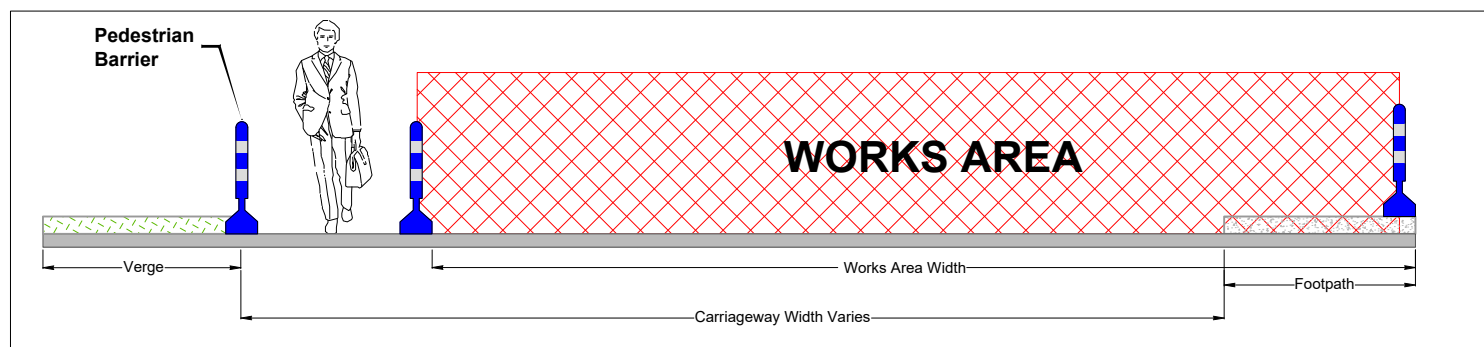 Pedestrian
Barrier
WORKS AREA
Verge
Works Area Width
Footpath
Carriageway Width Varies